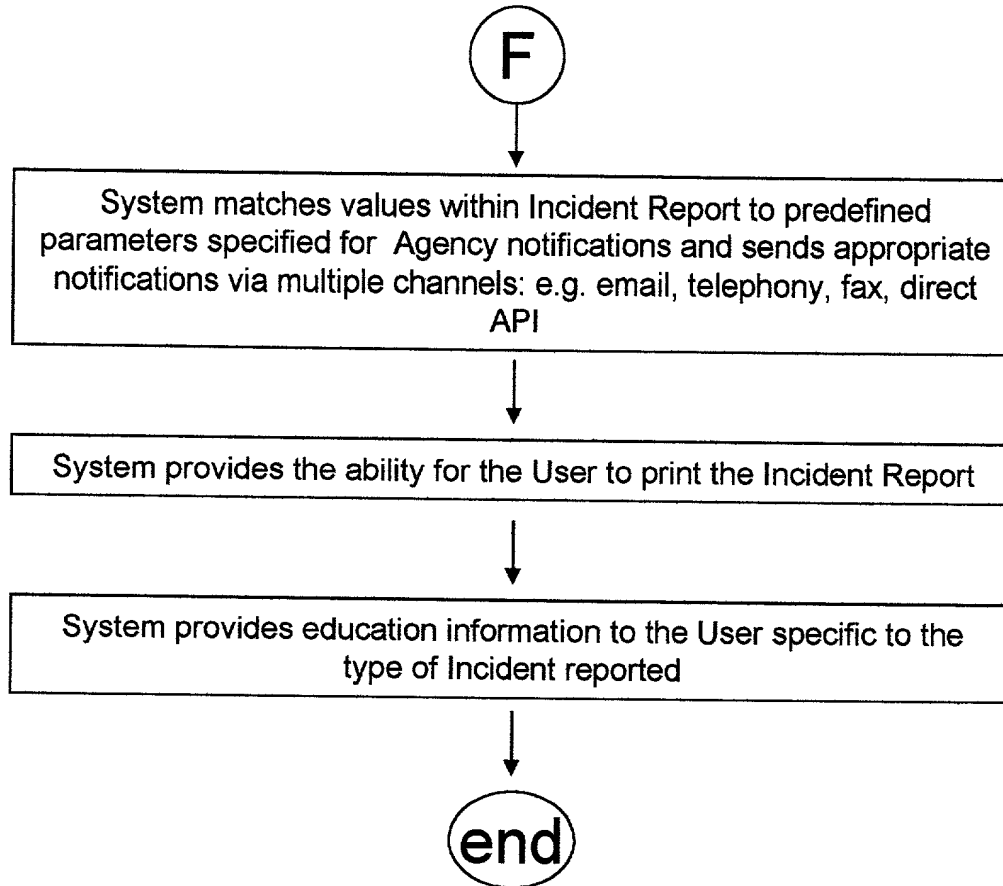 F
System matches values within Incident Report to predefined
parameters specified for Agency notifications and sends appropriate
notifications via multiple channels: e.g. email, telephony, fax, direct
API
System provides the ability for the User to print the Incident Report
System provides education information to the User specific to the
type of Incident reported
end